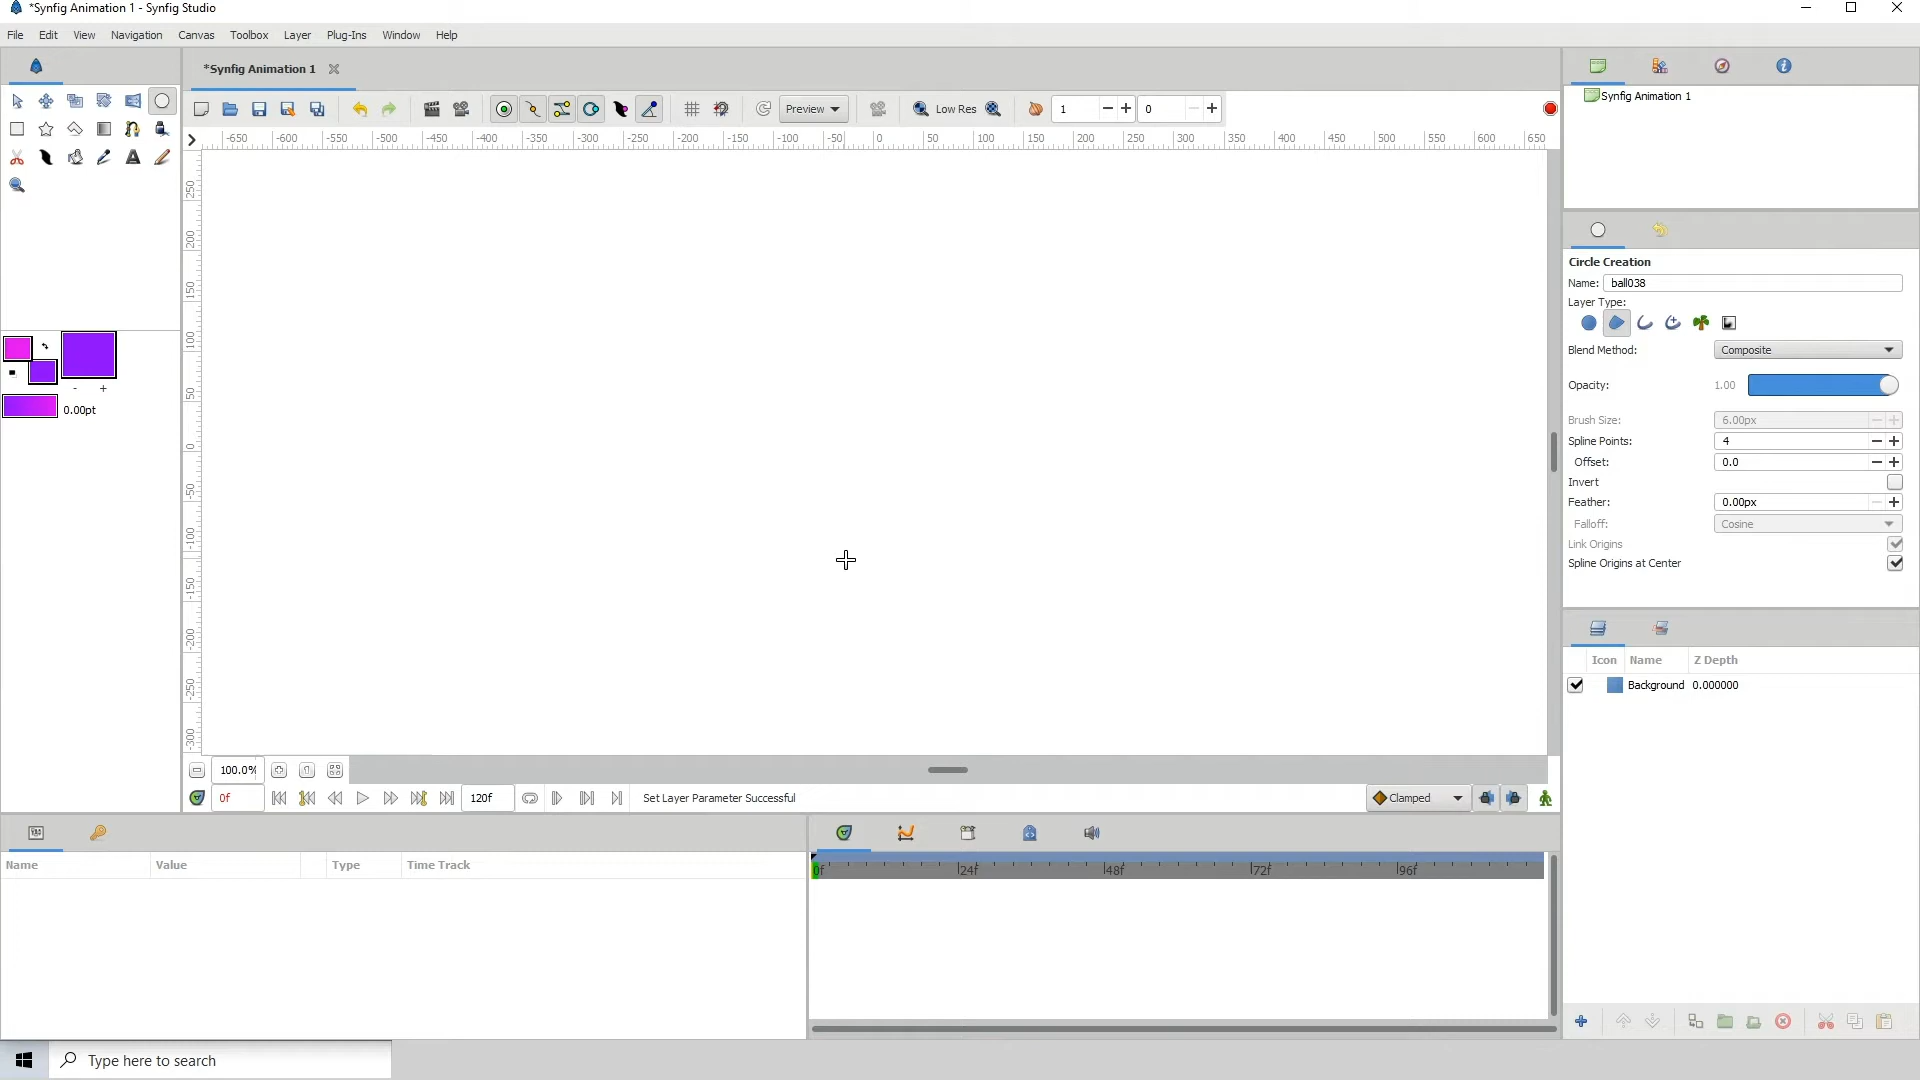 *Synfig Animation 1 - Synfig Studio
File Edit View Navigation Canvas Toolbox Layer Plug-Ins Window Help
*Synfig Animation 1
Preview Low Res 1 0
-650 -600 -550 -500 -450 -400 -350 -300 -250 -200 -150 -100 -50 0 50 100 150 200 250 300 350 400 450 500 550 600 650
250
200
150
100
50
0
-50
-100
-150
-200
-250
-300
0.00pt
Synfig Animation 1
Circle Creation
Name: ball038
Layer Type:
Blend Method: Composite
Opacity: 1.00
Brush Size: 6.00px
Spline Points: 4
Offset: 0.0
Invert
Feather: 0.00px
Falloff: Cosine
Link Origins
Spline Origins at Center
Icon Name Z Depth
Background 0.000000
100.0%
0f 120f Set Layer Parameter Successful Clamped
Name Value Type Time Track
0f 24f 48f 72f 96f
Type here to search